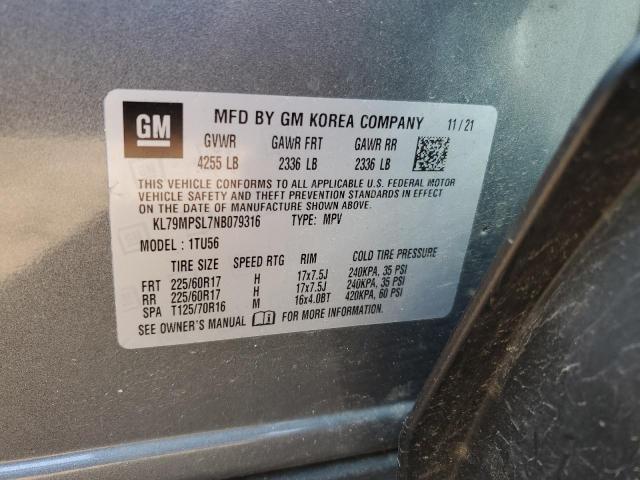 GM
MFD BY GM KOREA COMPANY 11/21
GVWR GAWR FRT GAWR RR
4255 LB 2336 LB 2336 LB
THIS VEHICLE CONFORMS TO ALL APPLICABLE U.S. FEDERAL MOTOR
VEHICLE SAFETY AND THEFT PREVENTION STANDARDS IN EFFECT
ON THE DATE OF MANUFACTURE SHOWN ABOVE.
KL79MPSL7NB079316 TYPE: MPV
MODEL : 1TU56
TIRE SIZE SPEED RTG RIM COLD TIRE PRESSURE
FRT 225/60R17 H 17x7.5J 240KPA, 35 PSI
RR 225/60R17 H 17x7.5J 240KPA, 35 PSI
SPA T125/70R16 M 16x4.0BT 420KPA, 60 PSI
SEE OWNER'S MANUAL FOR MORE INFORMATION.